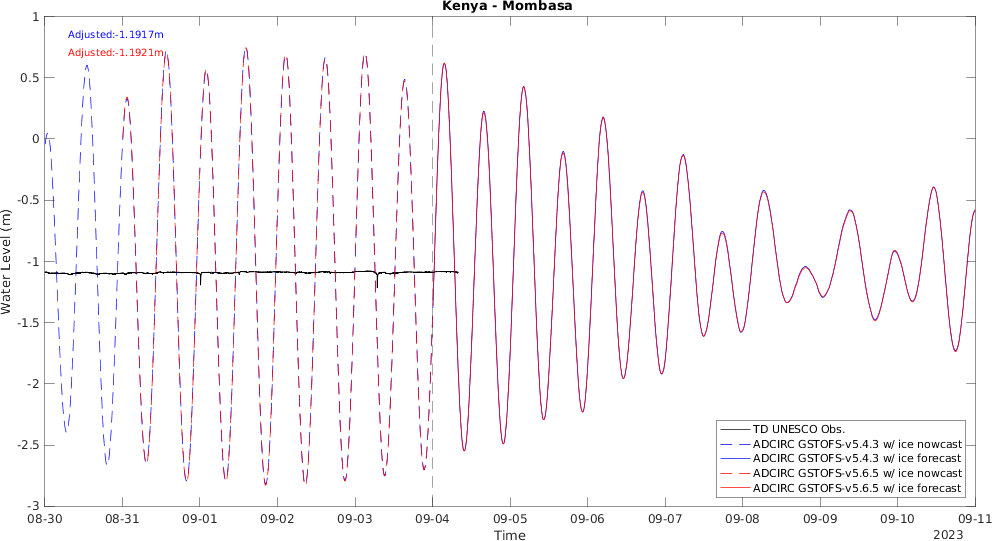 Kenya - Mombasa
Adjusted:-1.1917m
Adjusted:-1.1921m
1
0.5
0
-0.5
-1
-1.5
-2
-2.5
-3
Water Level (m)
TD UNESCO Obs.
ADCIRC GSTOFS-v5.4.3 w/ ice nowcast
ADCIRC GSTOFS-v5.4.3 w/ ice forecast
ADCIRC GSTOFS-v5.6.5 w/ ice nowcast
ADCIRC GSTOFS-v5.6.5 w/ ice forecast
08-30 08-31 09-01 09-02 09-03 09-04 09-05 09-06 09-07 09-08 09-09 09-10 09-11
Time
2023